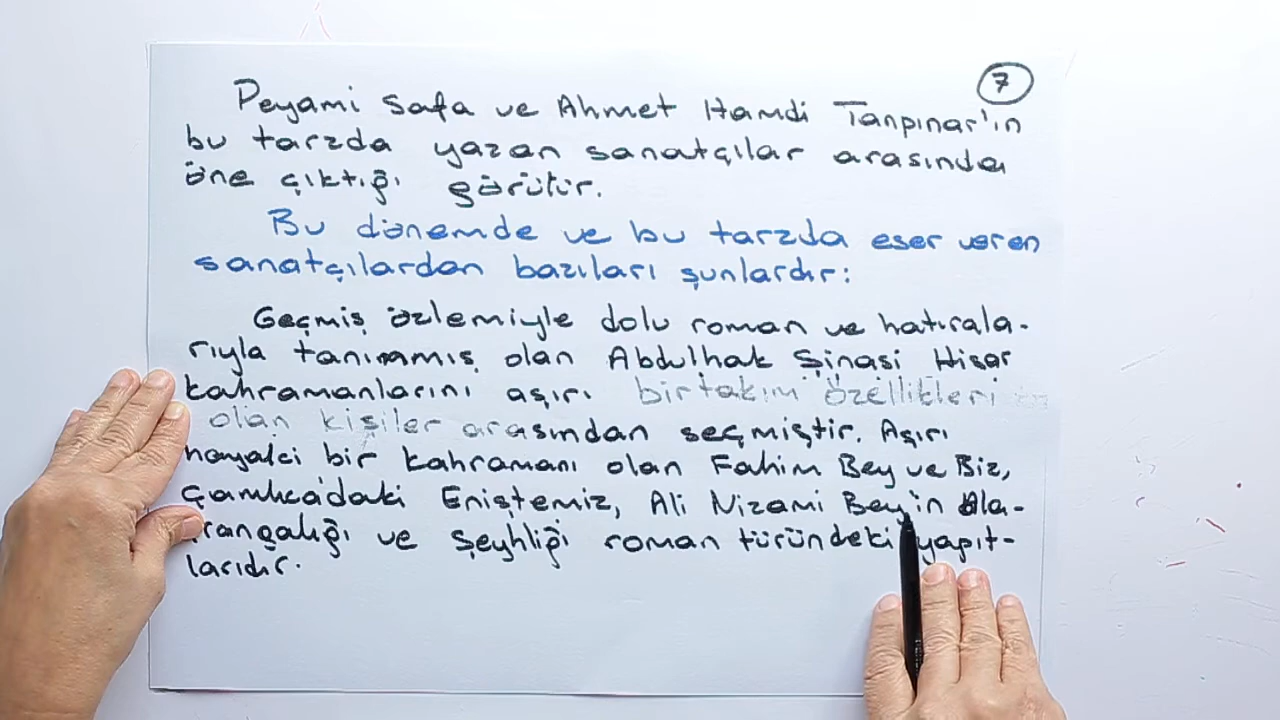 7
Peyami Safa ve Ahmet Hamdi Tanpınar'ın
bu tarzda yazan sanatçılar arasında
öne çıktığı görülür.
Bu dönemde ve bu tarzda eser veren
sanatçılardan bazıları şunlardır:
Geçmiş özlemiyle dolu roman ve hatırala-
rıyla tanınmış olan Abdulhak Şinasi Hisar
kahramanlarını aşırı birtakım özellikleri
olan kişiler arasından seçmiştir. Aşırı
hayalci bir kahramanı olan Fahim Bey ve Biz,
Çamlıca'daki Eniştemiz, Ali Nizami Bey'in Ala-
frangalığı ve Şeyhliği roman türündeki yapıt-
larıdır.